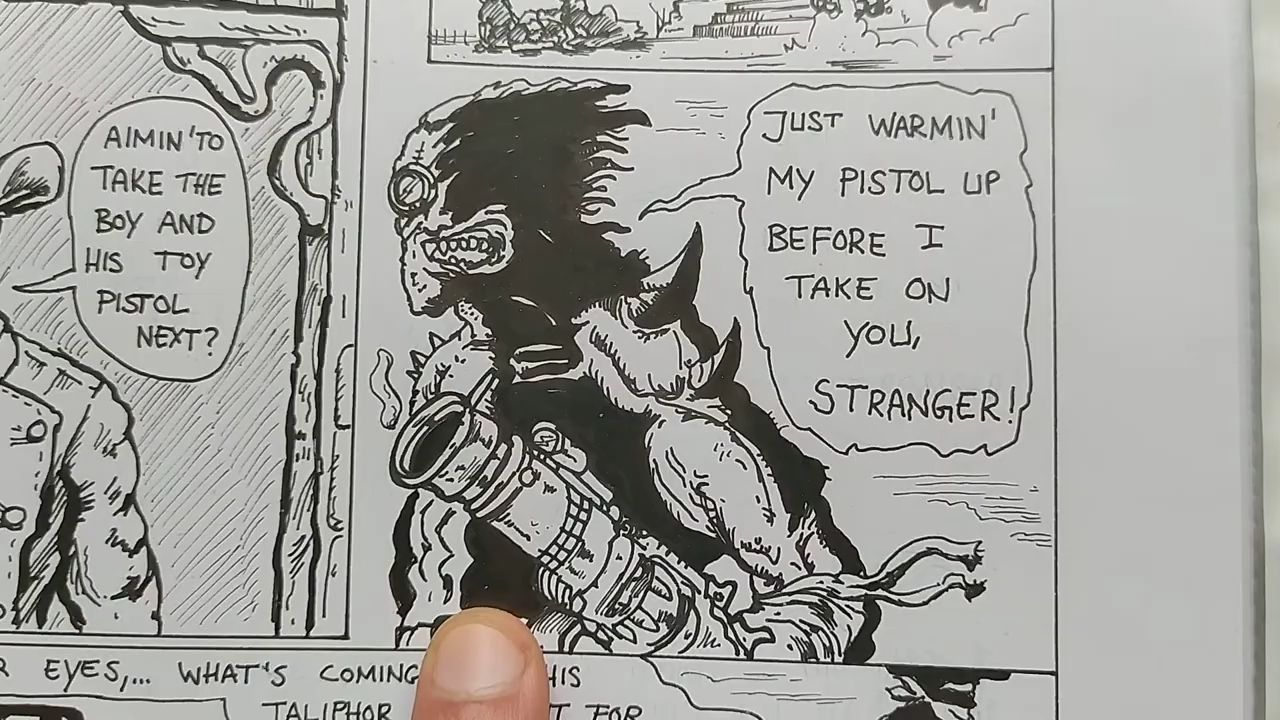 AIMIN' TO
TAKE THE
BOY AND
HIS TOY
PISTOL
NEXT?
JUST WARMIN'
MY PISTOL UP
BEFORE I
TAKE ON
YOU,
STRANGER!
EYES,... WHAT'S COMING
TALIPHOR FOR